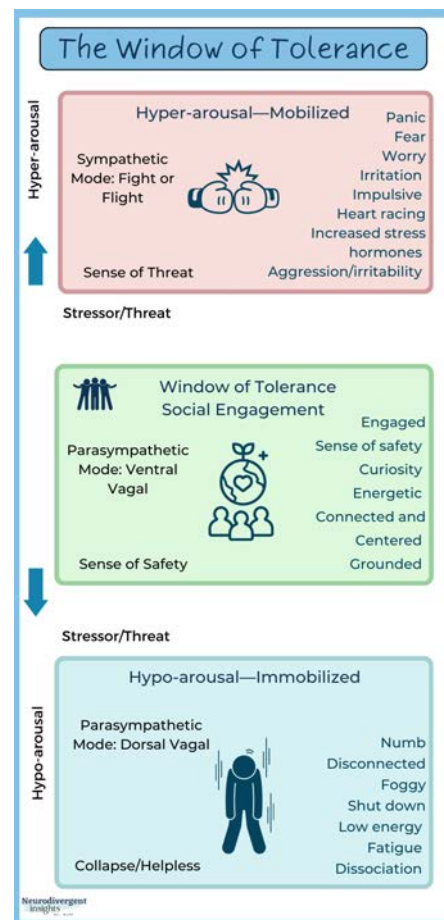 The Window of Tolerance
Hyper-arousal
Hyper-arousal—Mobilized
Sympathetic
Mode: Fight or
Flight
Sense of Threat
Panic
Fear
Worry
Irritation
Impulsive
Heart racing
Increased stress
hormones
Aggression/irritability
Stressor/Threat
Window of Tolerance
Social Engagement
Parasympathetic
Mode: Ventral
Vagal
Sense of Safety
Engaged
Sense of safety
Curiosity
Energetic
Connected and
Centered
Grounded
Stressor/Threat
Hypo-arousal
Hypo-arousal—Immobilized
Parasympathetic
Mode: Dorsal Vagal
Collapse/Helpless
Numb
Disconnected
Foggy
Shut down
Low energy
Fatigue
Dissociation
Neurodivergent
insights